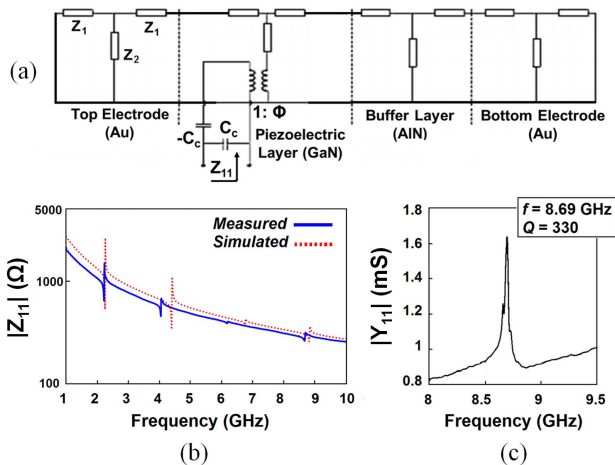 Z1 Z1
Z2
(a)
1: Φ
Top Electrode
(Au)
-Cc
Cc
Z11
Piezoelectric
Layer (GaN)
Buffer Layer
(AlN)
Bottom Electrode
(Au)
|Z11| (Ω)
5000
1000
100
Measured
Simulated
1 2 3 4 5 6 7 8 9 10
Frequency (GHz)
(b)
|Y11| (mS)
1.8
1.6
1.4
1.2
1
0.8
f = 8.69 GHz
Q = 330
8 8.5 9 9.5
Frequency (GHz)
(c)